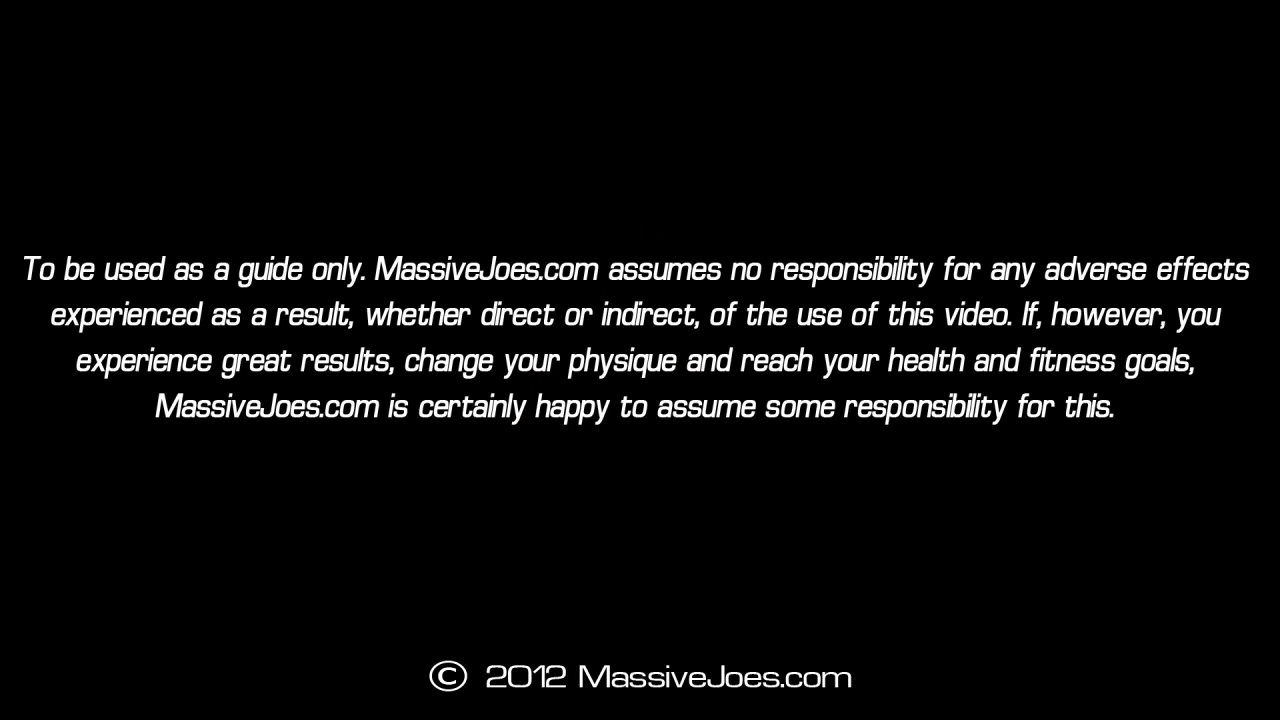 To be used as a guide only. MassiveJoes.com assumes no responsibility for any adverse effects
experienced as a result, whether direct or indirect, of the use of this video. If, however, you
experience great results, change your physique and reach your health and fitness goals,
MassiveJoes.com is certainly happy to assume some responsibility for this.
© 2012 MassiveJoes.com